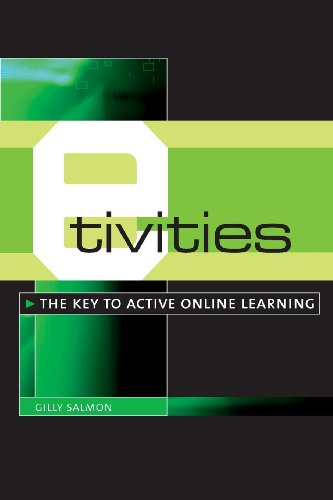 e
tivities
THE KEY TO ACTIVE ONLINE LEARNING
GILLY SALMON